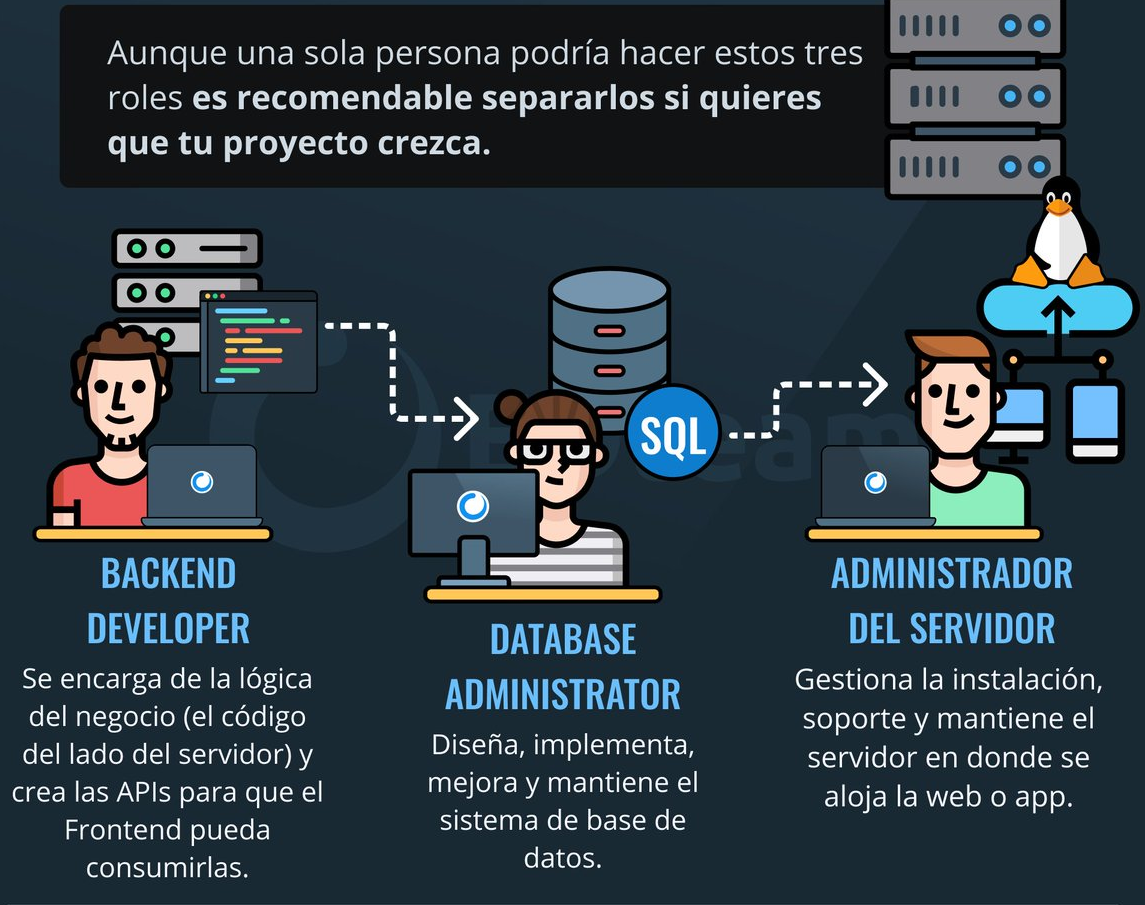 Aunque una sola persona podría hacer estos tres
roles es recomendable separarlos si quieres
que tu proyecto crezca.
SQL
BACKEND
DEVELOPER
Se encarga de la lógica
del negocio (el código
del lado del servidor) y
crea las APIs para que el
Frontend pueda
consumirlas.
DATABASE
ADMINISTRATOR
Diseña, implementa,
mejora y mantiene el
sistema de base de
datos.
ADMINISTRADOR
DEL SERVIDOR
Gestiona la instalación,
soporte y mantiene el
servidor en donde se
aloja la web o app.